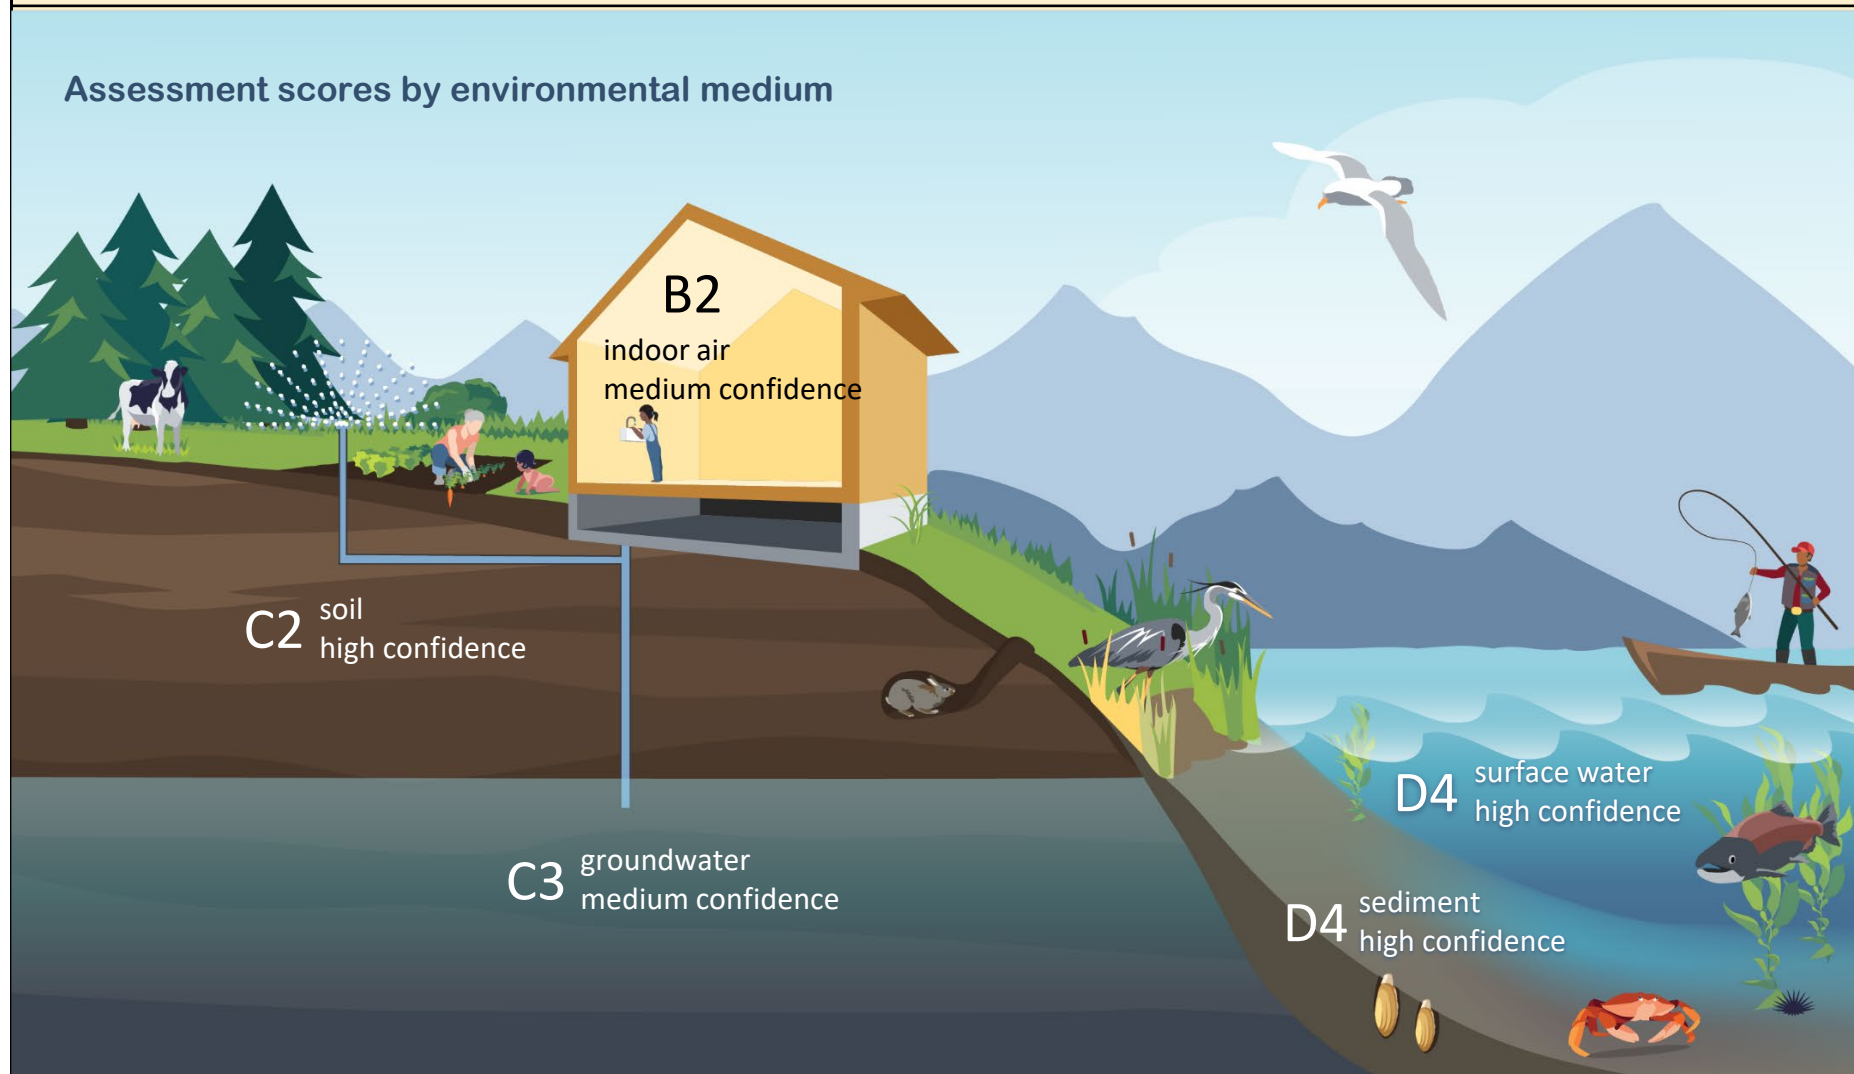 Assessment scores by environmental medium
B2
indoor air
medium confidence
C2
soil
high confidence
C3
groundwater
medium confidence
D4
surface water
high confidence
D4
sediment
high confidence